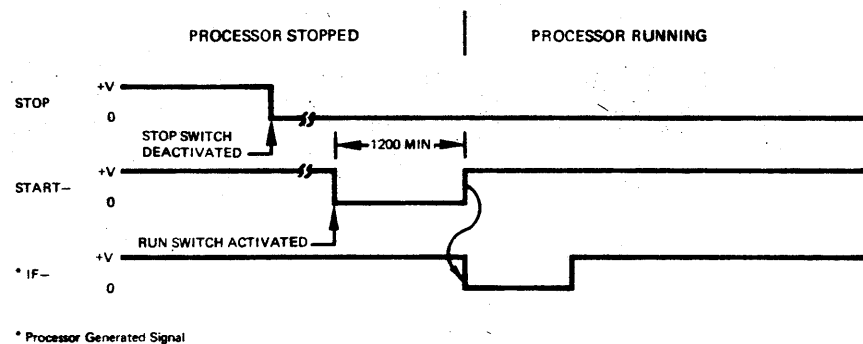 PROCESSOR STOPPED
PROCESSOR RUNNING
STOP
+V
0
STOP SWITCH
DEACTIVATED
1200 MIN
START–
+V
0
RUN SWITCH ACTIVATED
* IF–
+V
0
* Processor Generated Signal